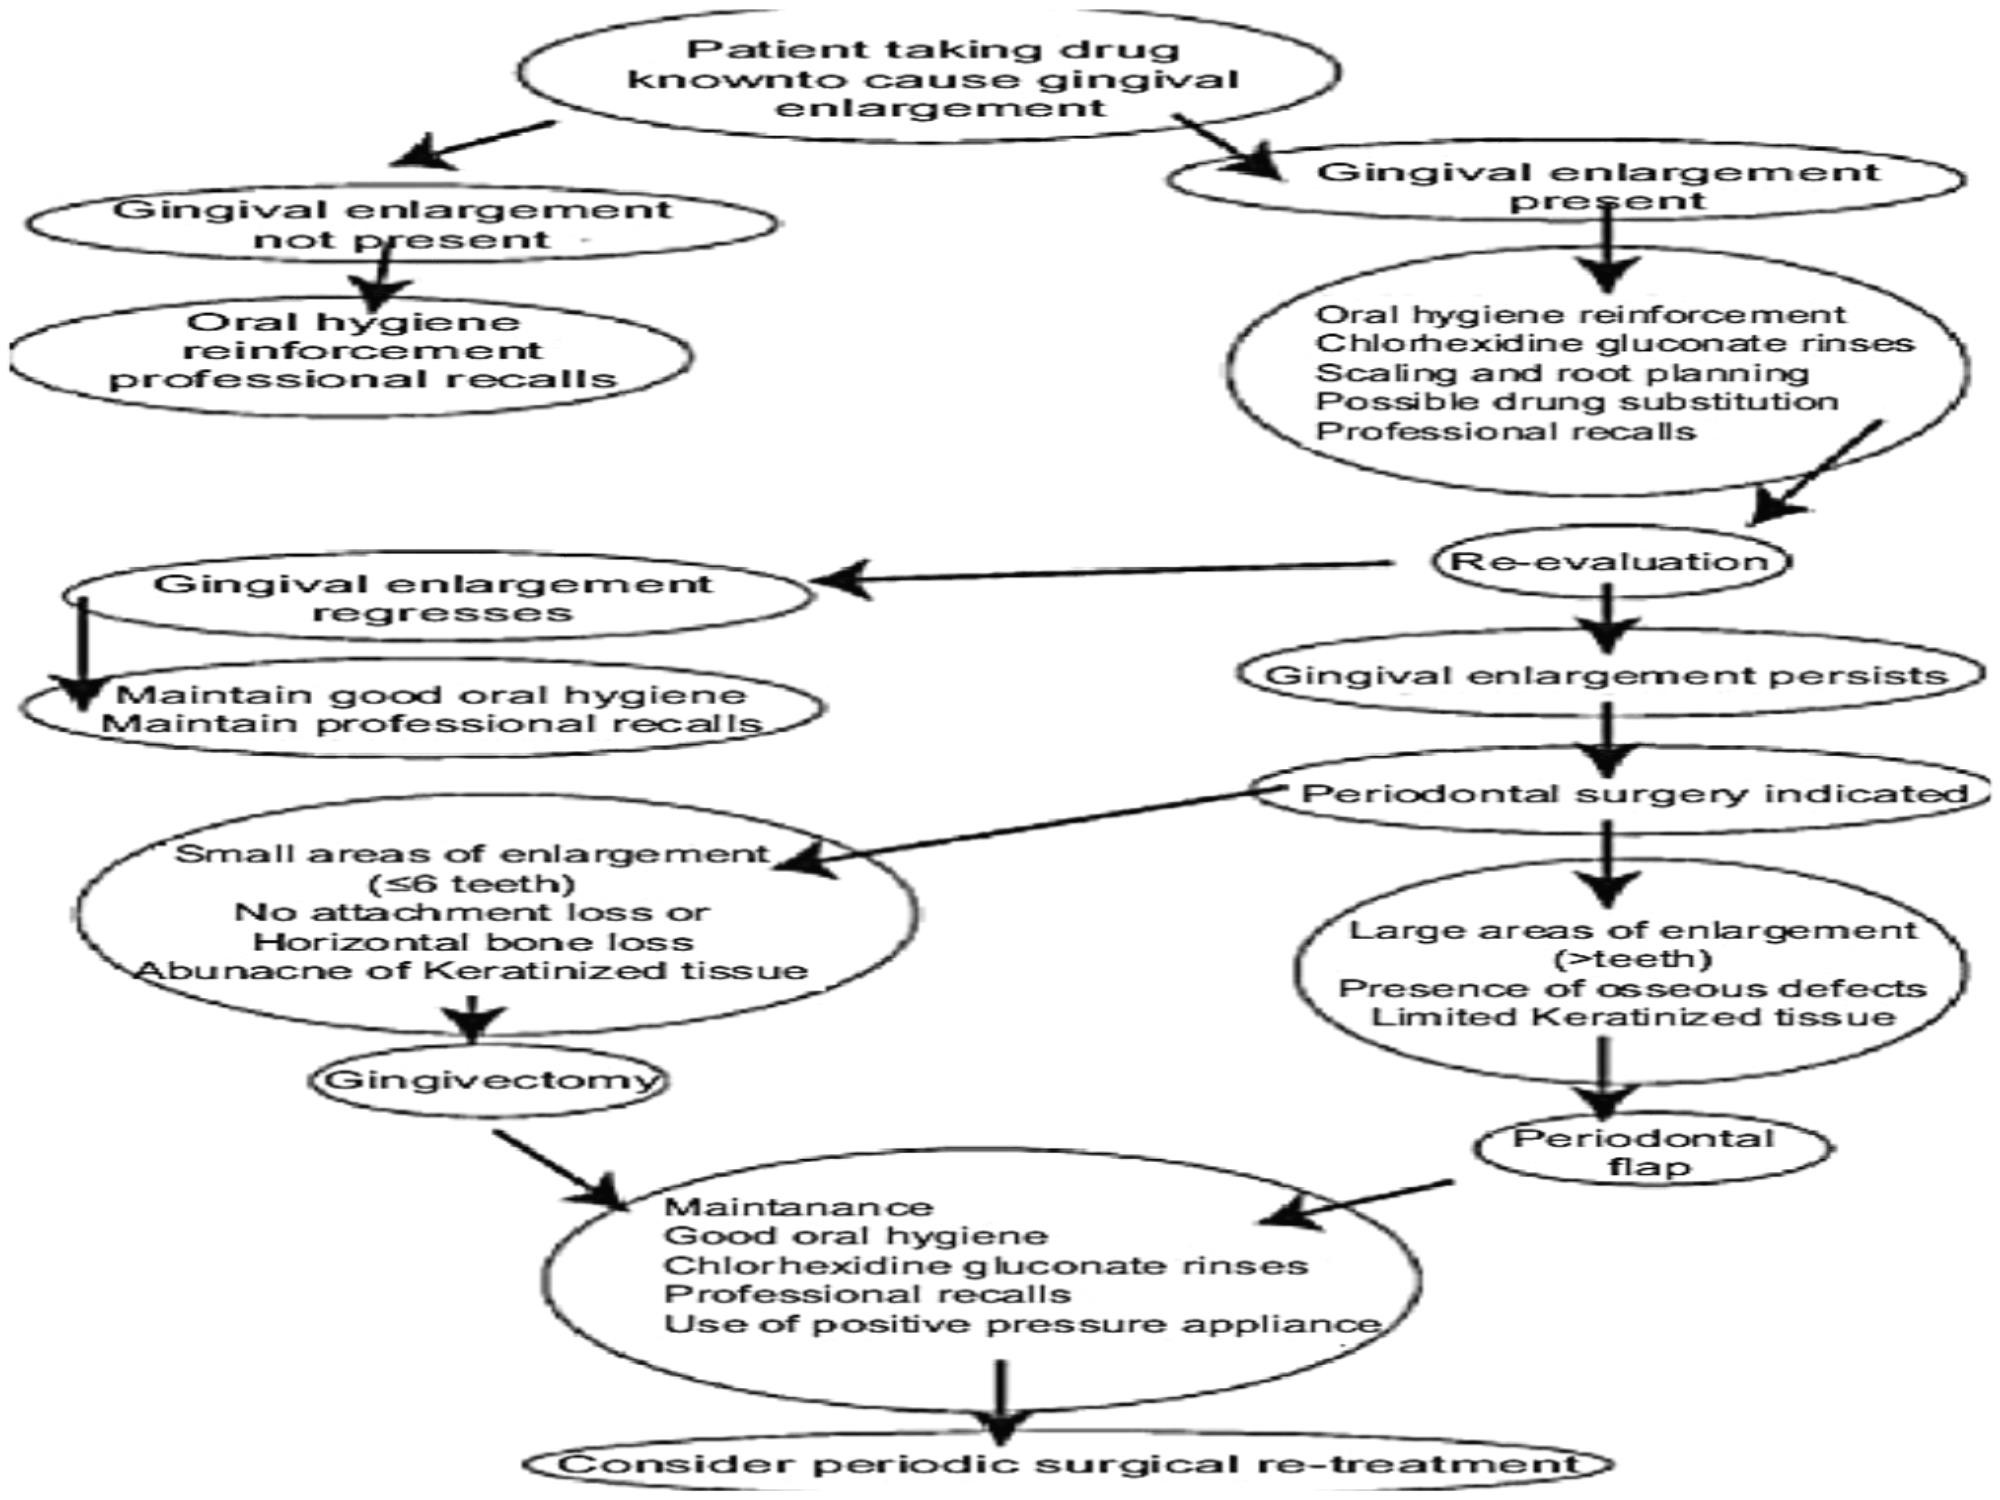 Patient taking drug
knownto cause gingival
enlargement
Gingival enlargement
not present
Gingival enlargement
present
Oral hygiene
reinforcement
professional recalls
Oral hygiene reinforcement
Chlorhexidine gluconate rinses
Scaling and root planning
Possible drung substitution
Professional recalls
Re-evaluation
Gingival enlargement
regresses
Maintain good oral hygiene
Maintain professional recalls
Gingival enlargement persists
Periodontal surgery indicated
Small areas of enlargement
(≤6 teeth)
No attachment loss or
Horizontal bone loss
Abunacne of Keratinized tissue
Large areas of enlargement
(>teeth)
Presence of osseous defects
Limited Keratinized tissue
Gingivectomy
Periodontal
flap
Maintanance
Good oral hygiene
Chlorhexidine gluconate rinses
Professional recalls
Use of positive pressure appliance
Consider periodic surgical re-treatment